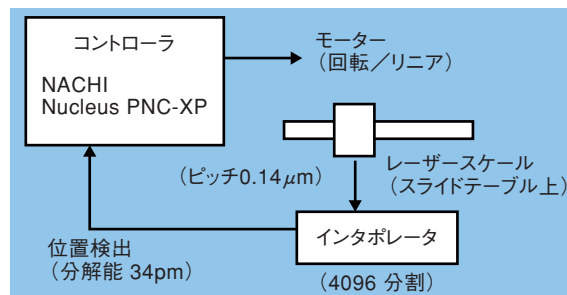 コントローラ
NACHI
Nucleus PNC-XP
モーター
（回転／リニア）
（ピッチ0.14μm）
レーザースケール
（スライドテーブル上）
インタポレータ
（4096 分割）
位置検出
（分解能 34pm）